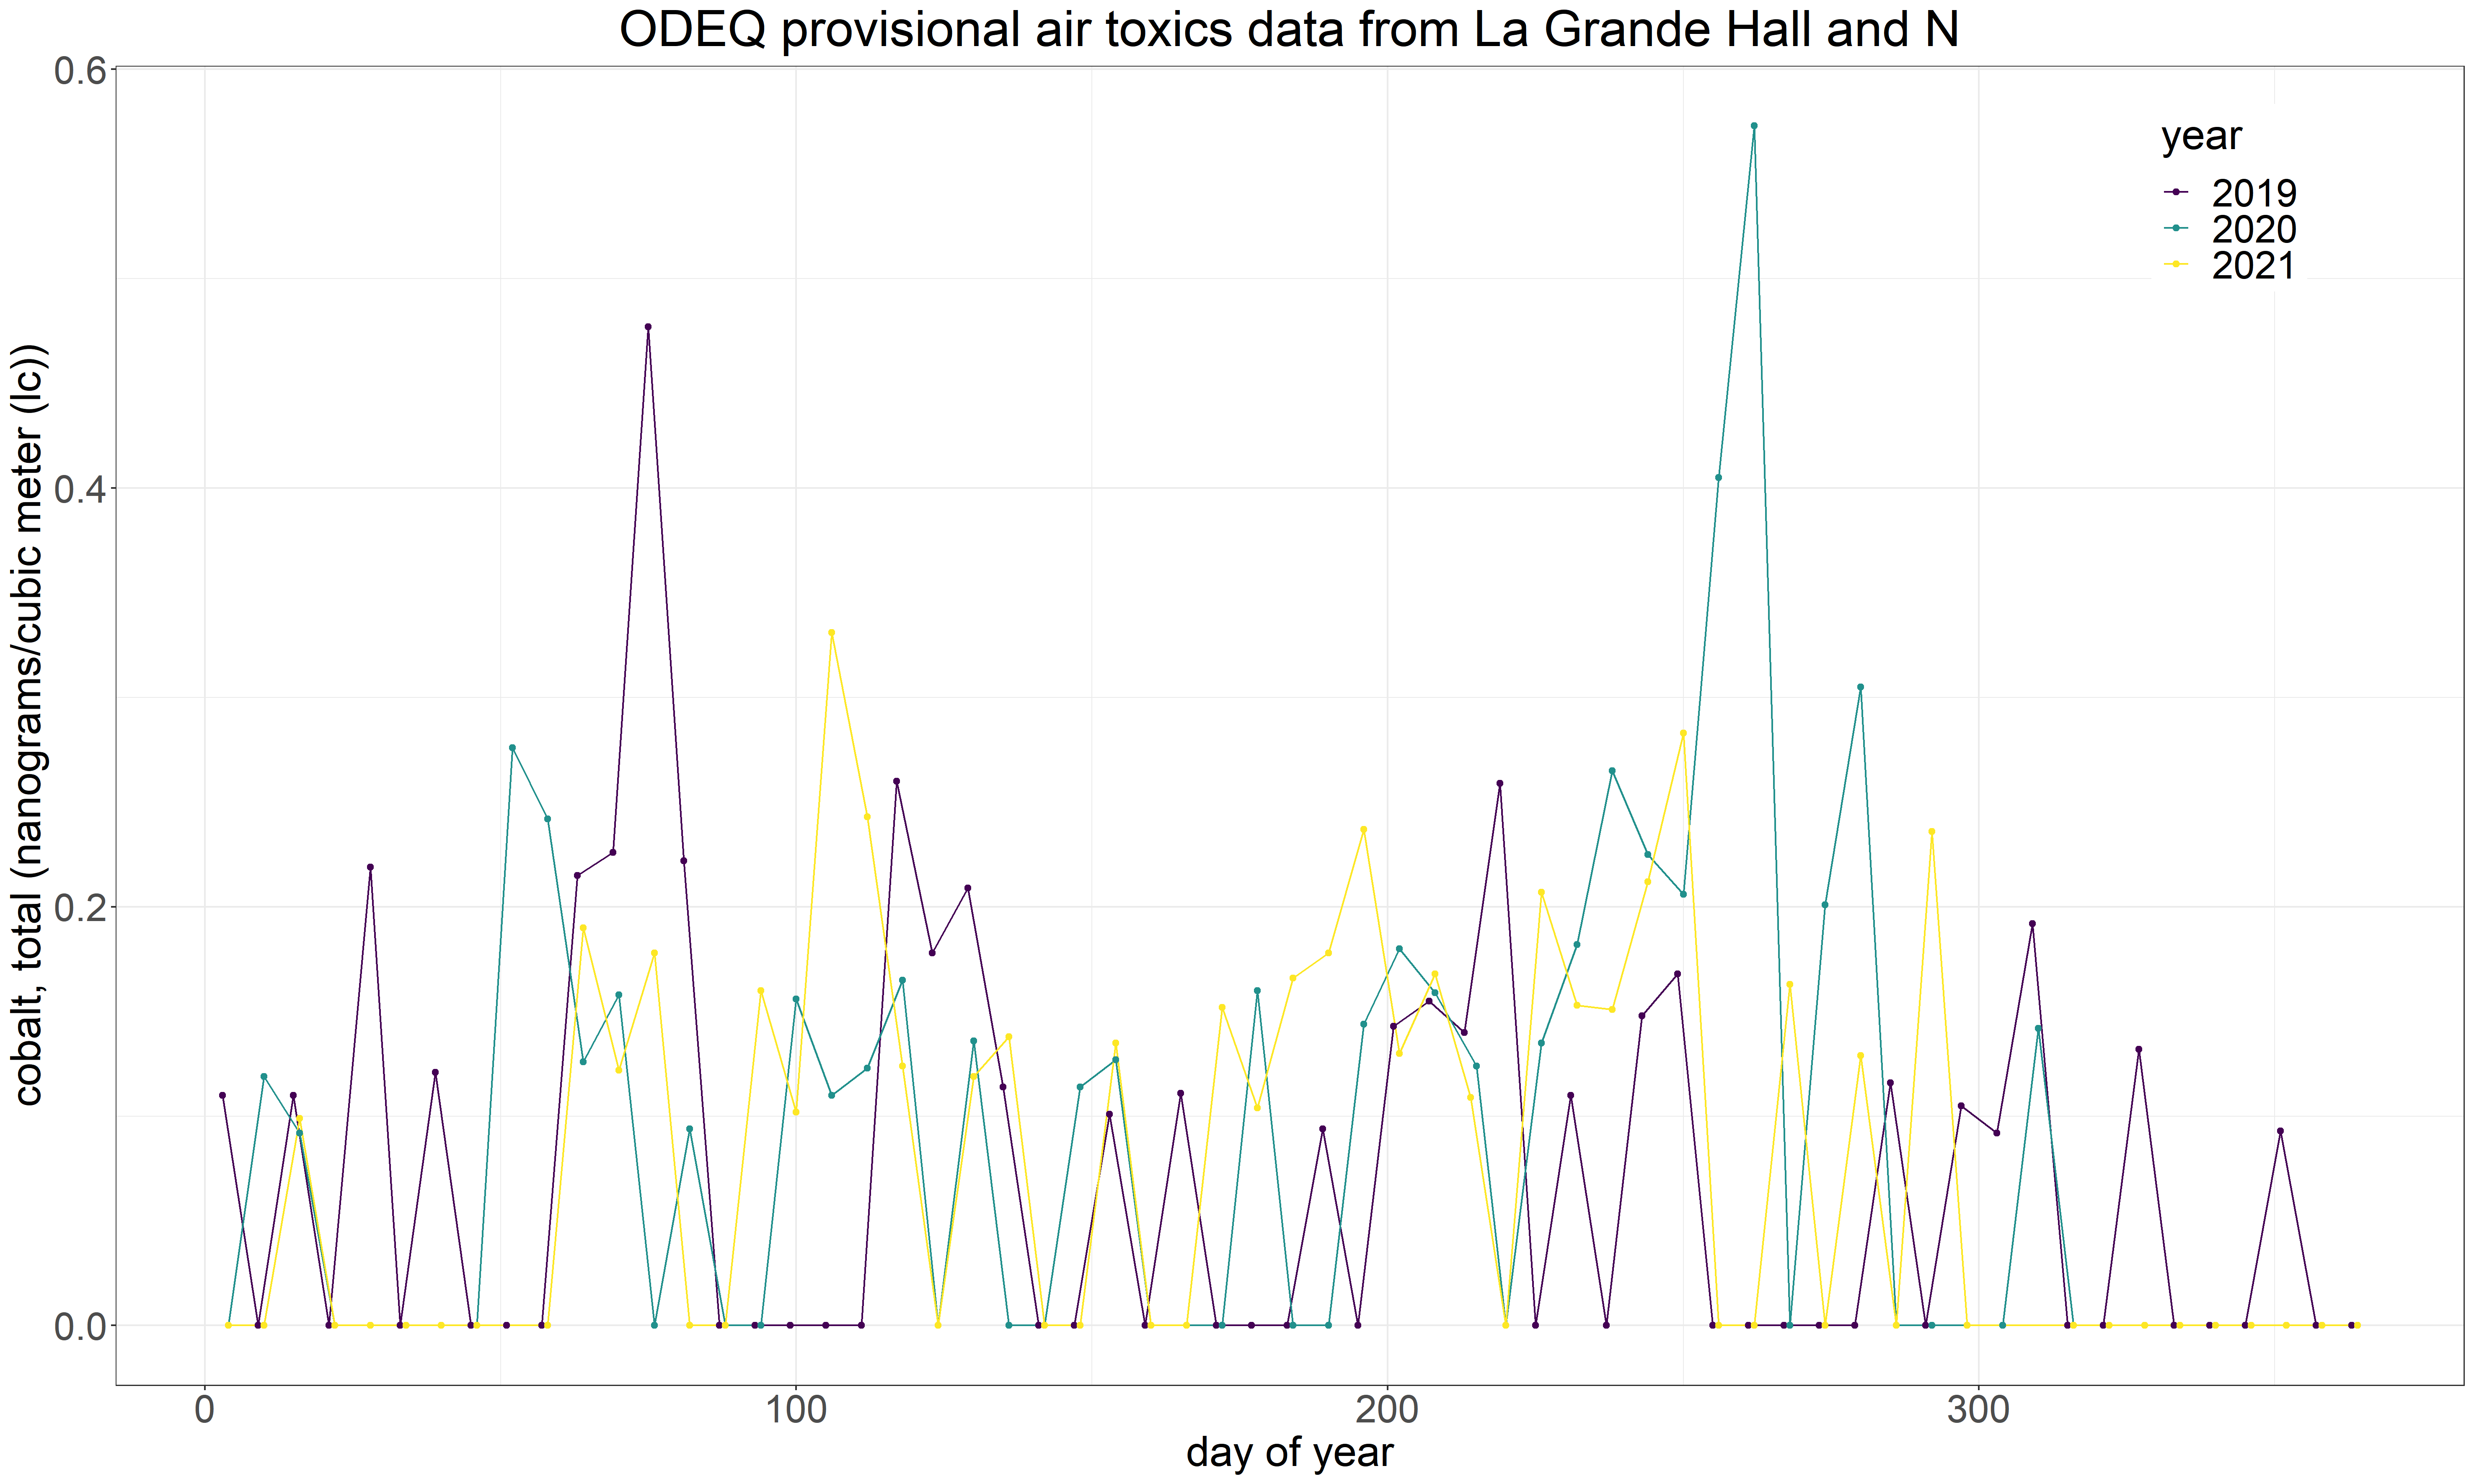 ODEQ provisional air toxics data from La Grande Hall and N
cobalt, total (nanograms/cubic meter (lc))
0.6
0.4
0.2
0.0
0
100
200
300
day of year
year
2019
2020
2021